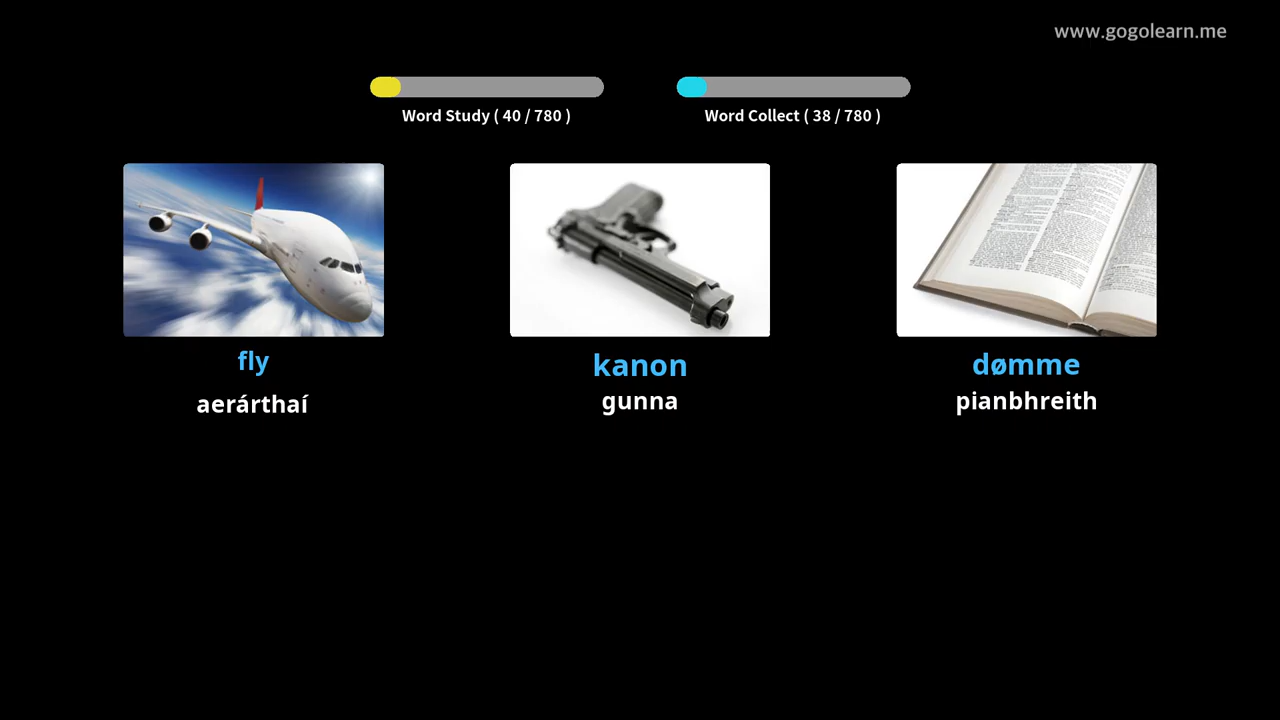 www.gogolearn.me
Word Study ( 40 / 780 )
Word Collect ( 38 / 780 )
fly
aerárthaí
kanon
gunna
dømme
pianbhreith